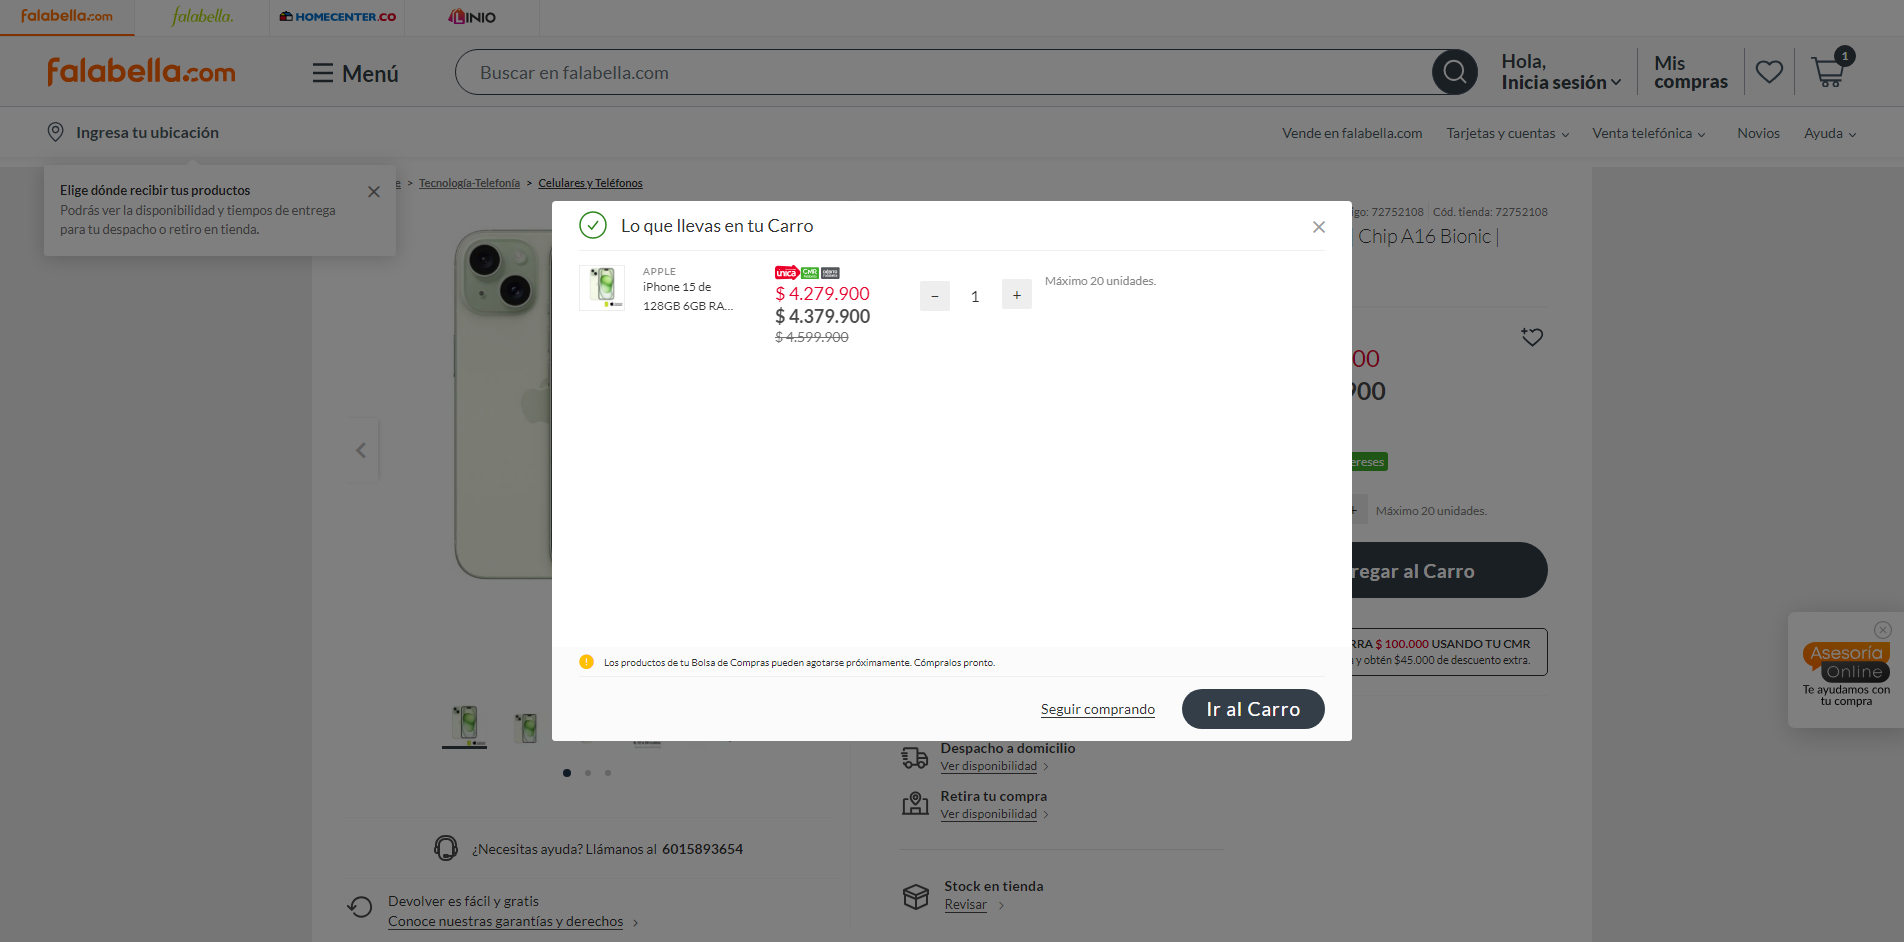 falabella.com
falabella.
HOMECENTER.CO
LINIO
falabella.com
Menú
Buscar en falabella.com
Hola,
Inicia sesión
Mis
compras
1
Ingresa tu ubicación
Vende en falabella.com
Tarjetas y cuentas
Venta telefónica
Novios
Ayuda
Elige dónde recibir tus productos
Podrás ver la disponibilidad y tiempos de entrega
para tu despacho o retiro en tienda.
e > Tecnología-Telefonía > Celulares y Teléfonos
igo: 72752108 Cód. tienda: 72752108
| Chip A16 Bionic |
Lo que llevas en tu Carro
APPLE
iPhone 15 de
128GB 6GB RA...
única CMR
$ 4.279.900
$ 4.379.900
$ 4.599.900
− 1 +
Máximo 20 unidades.
00
900
ereses
+ Máximo 20 unidades.
regar al Carro
RRA $ 100.000 USANDO TU CMR
a y obtén $45.000 de descuento extra.
Los productos de tu Bolsa de Compras pueden agotarse próximamente. Cómpralos pronto.
Seguir comprando
Ir al Carro
Asesoría
Online
Te ayudamos con
tu compra
Despacho a domicilio
Ver disponibilidad
Retira tu compra
Ver disponibilidad
¿Necesitas ayuda? Llámanos al 6015893654
Stock en tienda
Revisar
Devolver es fácil y gratis
Conoce nuestras garantías y derechos